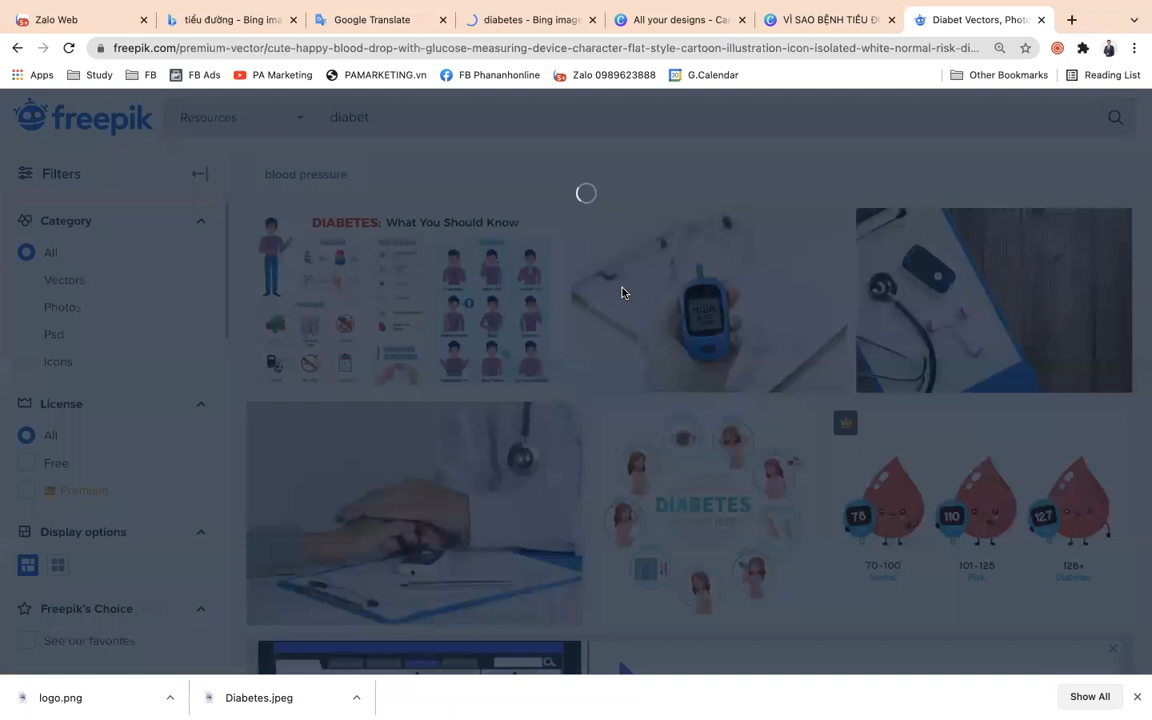 Zalo Web
tiểu đường - Bing ima
Google Translate
diabetes - Bing image
All your designs - Ca
VÌ SAO BỆNH TIỂU Đ
Diabet Vectors, Photo
freepik.com/premium-vector/cute-happy-blood-drop-with-glucose-measuring-device-character-flat-style-cartoon-illustration-icon-isolated-white-normal-risk-di...
Apps
Study
FB
FB Ads
PA Marketing
PAMARKETING.vn
FB Phananhonline
Zalo 0989623888
G.Calendar
Other Bookmarks
Reading List
freepik
Resources
diabet
Filters
blood pressure
Category
All
Vectors
Photos
Psd
Icons
License
All
Free
Premium
Display options
Freepik's Choice
See our favorites
DIABETES: What You Should Know
DIABETES
75
110
127
70-100
101-125
126+
Normal
Risk
Diabetes
logo.png
Diabetes.jpeg
Show All